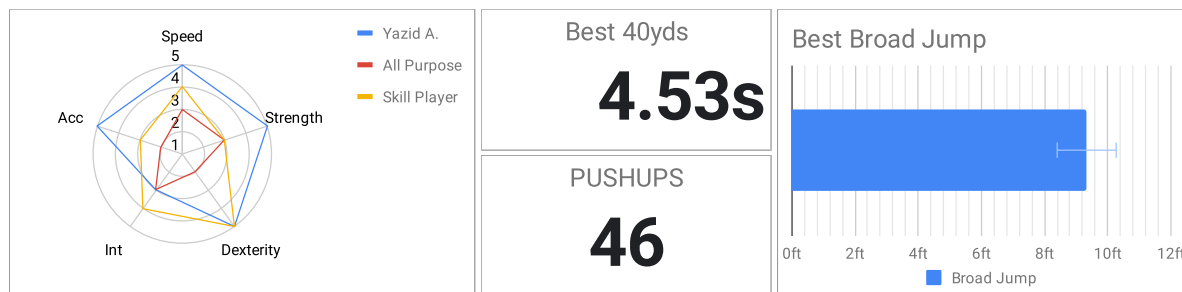 Speed
5
4
3
2
1
Acc
Strength
Int
Dexterity
Yazid A.
All Purpose
Skill Player
Best 40yds
4.53s
PUSHUPS
46
Best Broad Jump
0ft 2ft 4ft 6ft 8ft 10ft 12ft
Broad Jump